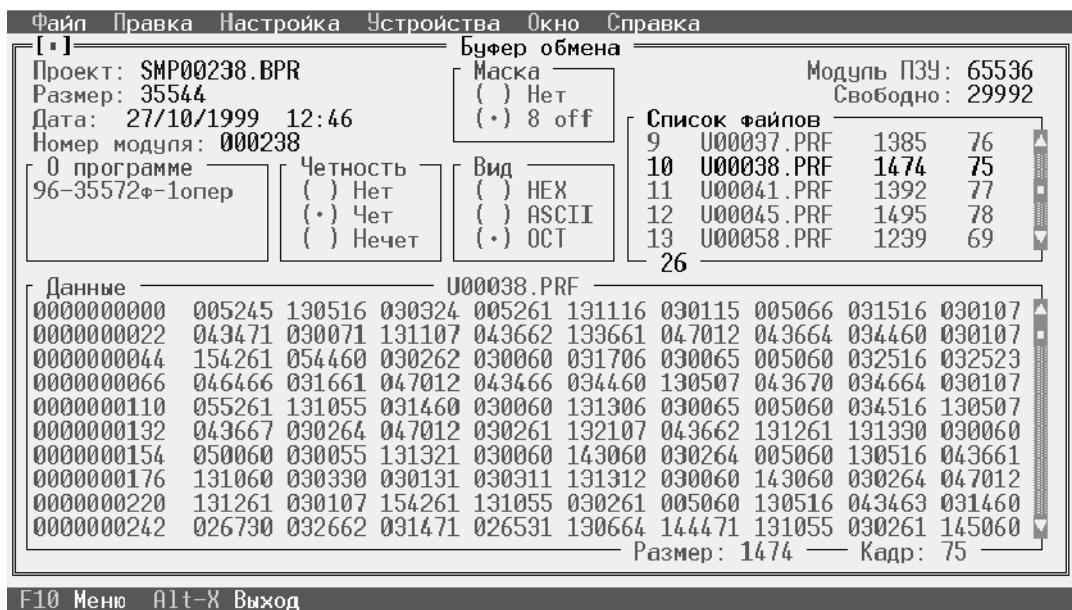 Файл Правка Настройка Устройства Окно Справка
Буфер обмена
Проект: SMP00238.BPR
Размер: 35544
Дата: 27/10/1999 12:46
Номер модуля: 000238
Маска
( ) Нет
(·) 8 off
Модуль ПЗУ: 65536
Свободно: 29992
Список файлов
9 U00037.PRF 1385 76
10 U00038.PRF 1474 75
11 U00041.PRF 1392 77
12 U00045.PRF 1495 78
13 U00058.PRF 1239 69
26
О программе
96-35572ф-1опер
Четность
( ) Нет
(·) Чет
( ) Нечет
Вид
( ) HEX
( ) ASCII
(·) OCT
Данные U00038.PRF
0000000000 005245 130516 030324 005261 131116 030115 005066 031516 030107
0000000022 043471 030071 131107 043662 133661 047012 043664 034460 030107
0000000044 154261 054460 030262 030060 031706 030065 005060 032516 032523
0000000066 046466 031661 047012 043466 034460 130507 043670 034664 030107
0000000110 055261 131055 031460 030060 131306 030065 005060 034516 130507
0000000132 043667 030264 047012 030261 132107 043662 131261 131330 030060
0000000154 050060 030055 131321 030060 143060 030264 005060 130516 043661
0000000176 131060 030330 030131 030311 131312 030060 143060 030264 047012
0000000220 131261 030107 154261 131055 030261 005060 130516 043463 031460
0000000242 026730 032662 031471 026531 130664 144471 131055 030261 145060
Размер: 1474 Кадр: 75
F10 Меню Alt-X Выход